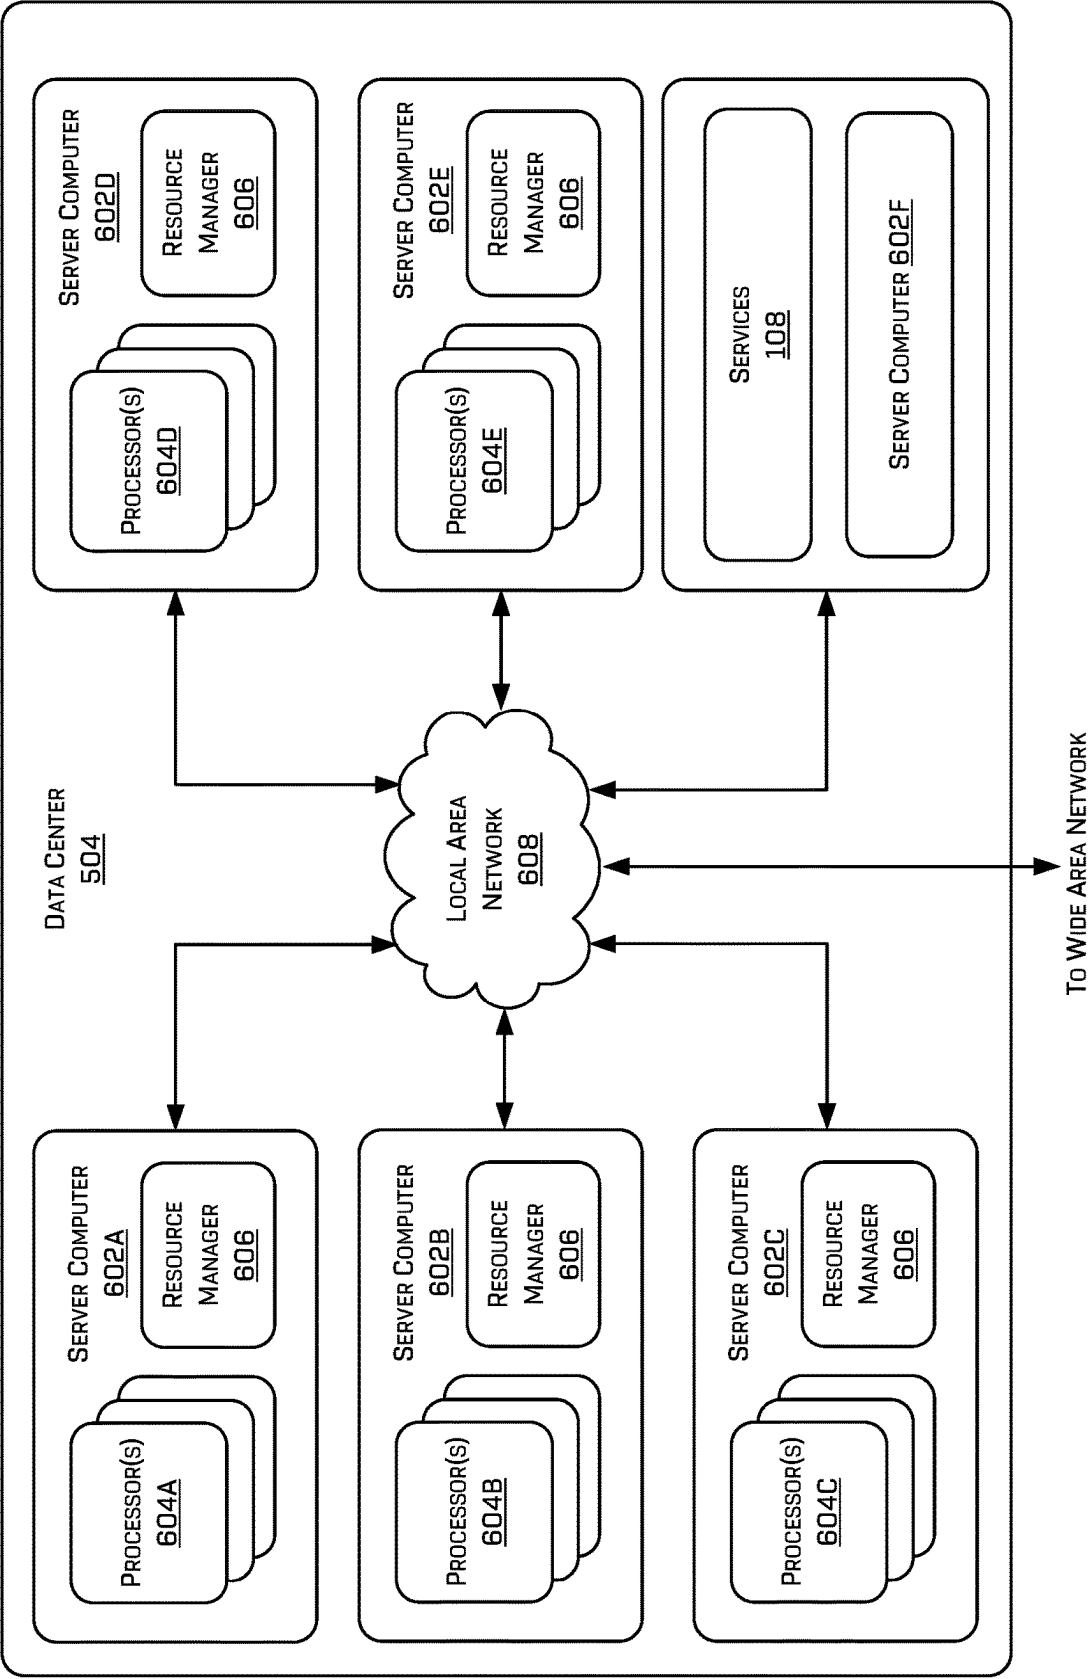 DATA CENTER
504
SERVER COMPUTER
602A
PROCESSOR(S)
604A
RESOURCE
MANAGER
606
SERVER COMPUTER
602B
PROCESSOR(S)
604B
RESOURCE
MANAGER
606
SERVER COMPUTER
602C
PROCESSOR(S)
604C
RESOURCE
MANAGER
606
LOCAL AREA
NETWORK
608
SERVER COMPUTER
602D
PROCESSOR(S)
604D
RESOURCE
MANAGER
606
SERVER COMPUTER
602E
PROCESSOR(S)
604E
RESOURCE
MANAGER
606
SERVICES
108
SERVER COMPUTER 602F
TO WIDE AREA NETWORK